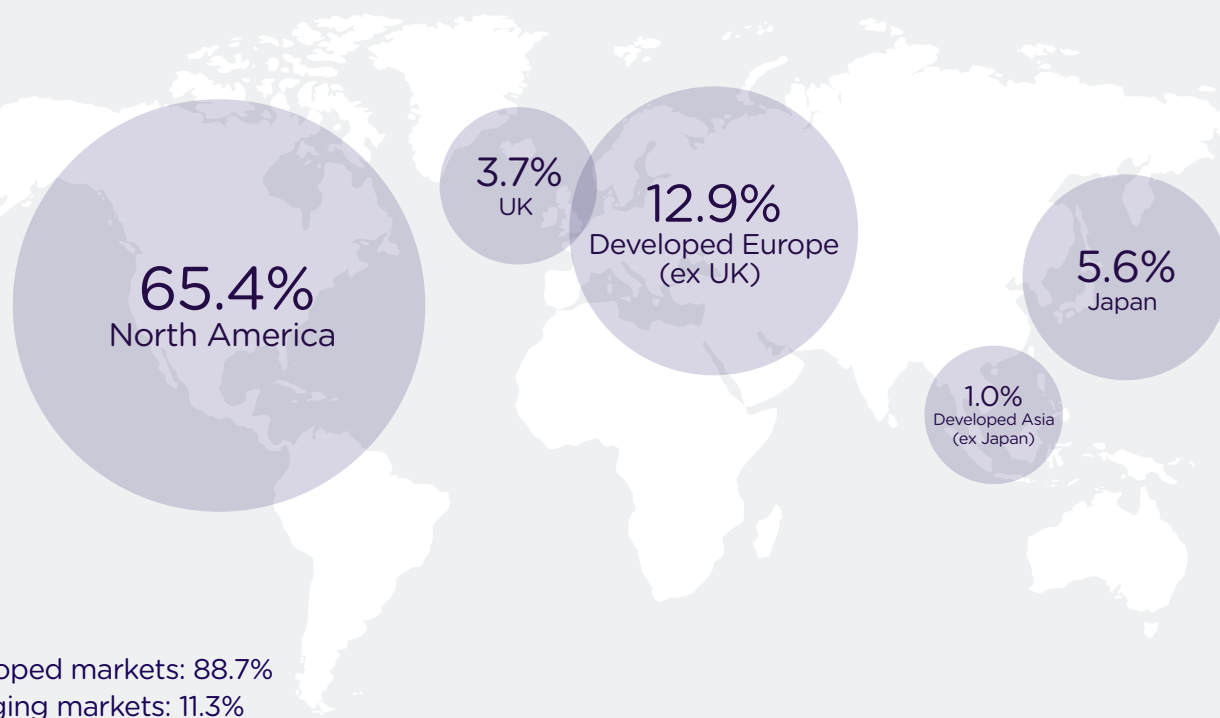 65.4%
North America
3.7%
UK
12.9%
Developed Europe
(ex UK)
5.6%
Japan
1.0%
Developed Asia
(ex Japan)
oped markets: 88.7%
ging markets: 11.3%